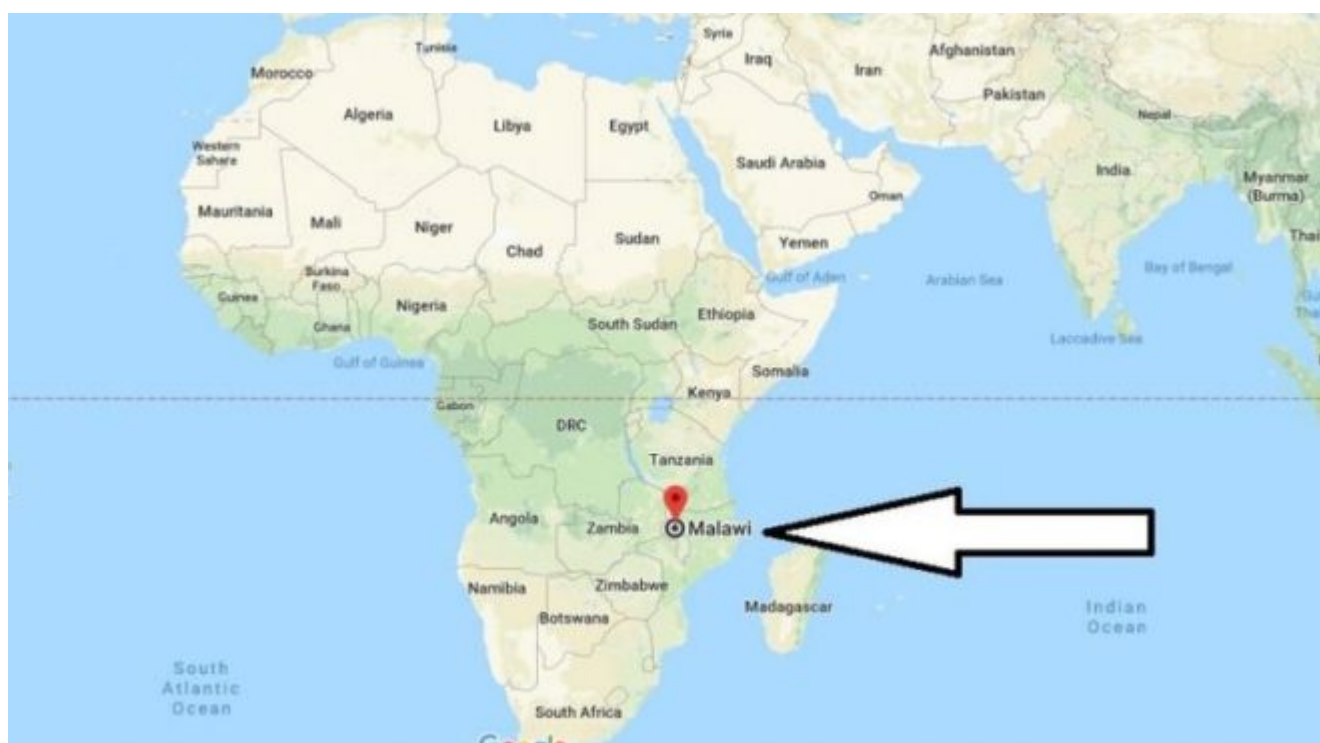 Syria
Tunisia
Afghanistan
Morocco
Iraq
Iran
Pakistan
Algeria
Libya
Egypt
Nepal
Western
Sahara
Saudi Arabia
India
Myanmar
(Burma)
Oman
Mauritania
Mali
Niger
Chad
Sudan
Yemen
Thai
Burkina
Faso
Gulf of Aden
Arabian Sea
Bay of Bengal
Guinea
Nigeria
Ethiopia
Ghana
South Sudan
Laccadive Sea
Gulf of Guinea
Somalia
Kenya
Gabon
DRC
Tanzania
Angola
Zambia
Malawi
Namibia
Zimbabwe
Botswana
Madagascar
Indian
Ocean
South
Atlantic
Ocean
South Africa
Google